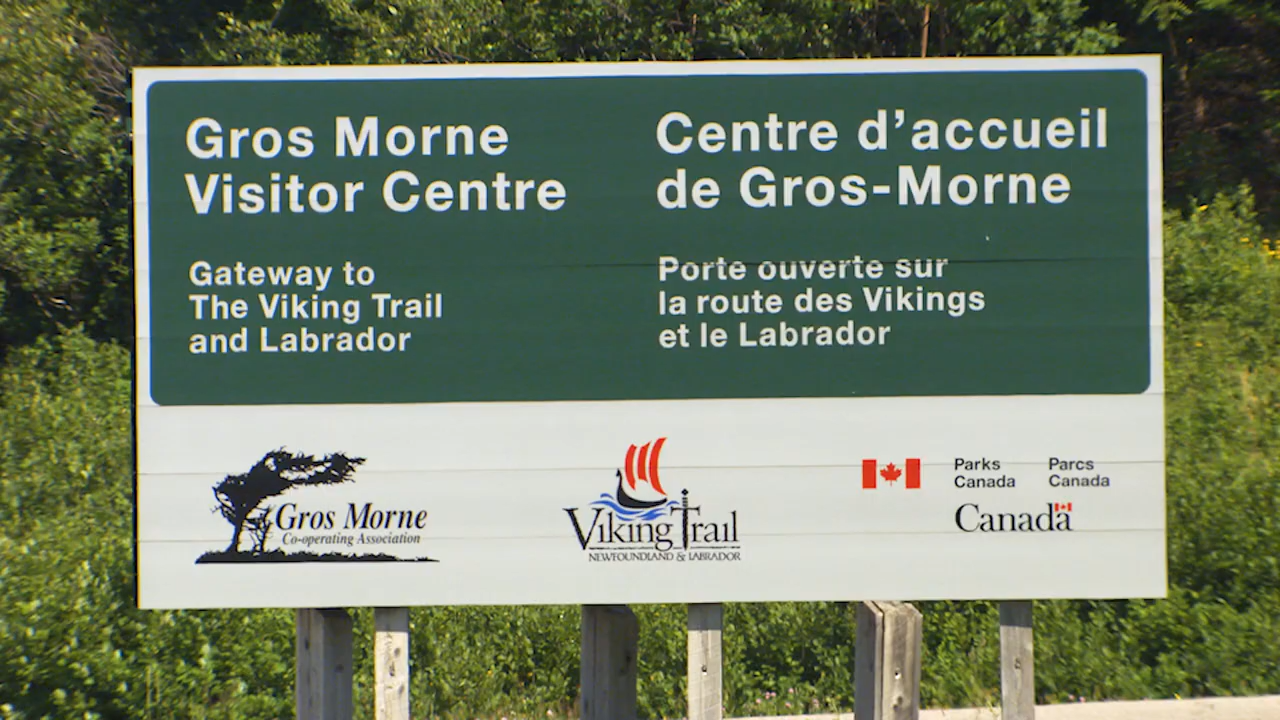 Gros Morne
Visitor Centre
Gateway to
The Viking Trail
and Labrador
Centre d'accueil
de Gros-Morne
Porte ouverte sur
la route des Vikings
et le Labrador
Gros Morne
Co-operating Association
Viking Trail
NEWFOUNDLAND & LABRADOR
Parks
Canada
Parcs
Canada
Canada